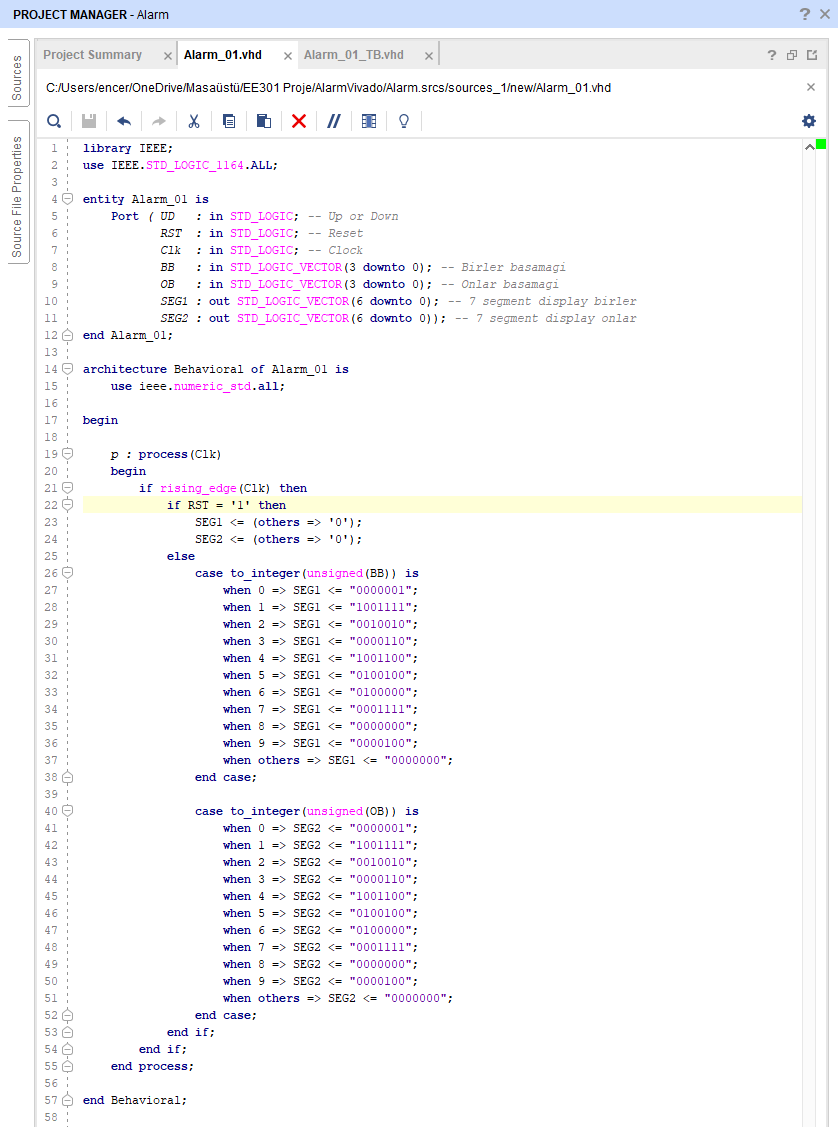 PROJECT MANAGER - Alarm
Sources
Source File Properties
Project Summary
Alarm_01.vhd
Alarm_01_TB.vhd
C:/Users/encer/OneDrive/Masaüstü/EE301 Proje/AlarmVivado/Alarm.srcs/sources_1/new/Alarm_01.vhd
1 library IEEE;
2 use IEEE.STD_LOGIC_1164.ALL;
3
4 entity Alarm_01 is
5     Port ( UD   : in STD_LOGIC; -- Up or Down
6            RST  : in STD_LOGIC; -- Reset
7            Clk  : in STD_LOGIC; -- Clock
8            BB   : in STD_LOGIC_VECTOR(3 downto 0); -- Birler basamagi
9            OB   : in STD_LOGIC_VECTOR(3 downto 0); -- Onlar basamagi
10            SEG1 : out STD_LOGIC_VECTOR(6 downto 0); -- 7 segment display birler
11            SEG2 : out STD_LOGIC_VECTOR(6 downto 0)); -- 7 segment display onlar
12 end Alarm_01;
13
14 architecture Behavioral of Alarm_01 is
15     use ieee.numeric_std.all;
16
17 begin
18
19     p : process(Clk)
20     begin
21         if rising_edge(Clk) then
22             if RST = '1' then
23                 SEG1 <= (others => '0');
24                 SEG2 <= (others => '0');
25             else
26                 case to_integer(unsigned(BB)) is
27                     when 0 => SEG1 <= "0000001";
28                     when 1 => SEG1 <= "1001111";
29                     when 2 => SEG1 <= "0010010";
30                     when 3 => SEG1 <= "0000110";
31                     when 4 => SEG1 <= "1001100";
32                     when 5 => SEG1 <= "0100100";
33                     when 6 => SEG1 <= "0100000";
34                     when 7 => SEG1 <= "0001111";
35                     when 8 => SEG1 <= "0000000";
36                     when 9 => SEG1 <= "0000100";
37                     when others => SEG1 <= "0000000";
38                 end case;
39
40                 case to_integer(unsigned(OB)) is
41                     when 0 => SEG2 <= "0000001";
42                     when 1 => SEG2 <= "1001111";
43                     when 2 => SEG2 <= "0010010";
44                     when 3 => SEG2 <= "0000110";
45                     when 4 => SEG2 <= "1001100";
46                     when 5 => SEG2 <= "0100100";
47                     when 6 => SEG2 <= "0100000";
48                     when 7 => SEG2 <= "0001111";
49                     when 8 => SEG2 <= "0000000";
50                     when 9 => SEG2 <= "0000100";
51                     when others => SEG2 <= "0000000";
52                 end case;
53             end if;
54         end if;
55     end process;
56
57 end Behavioral;
58